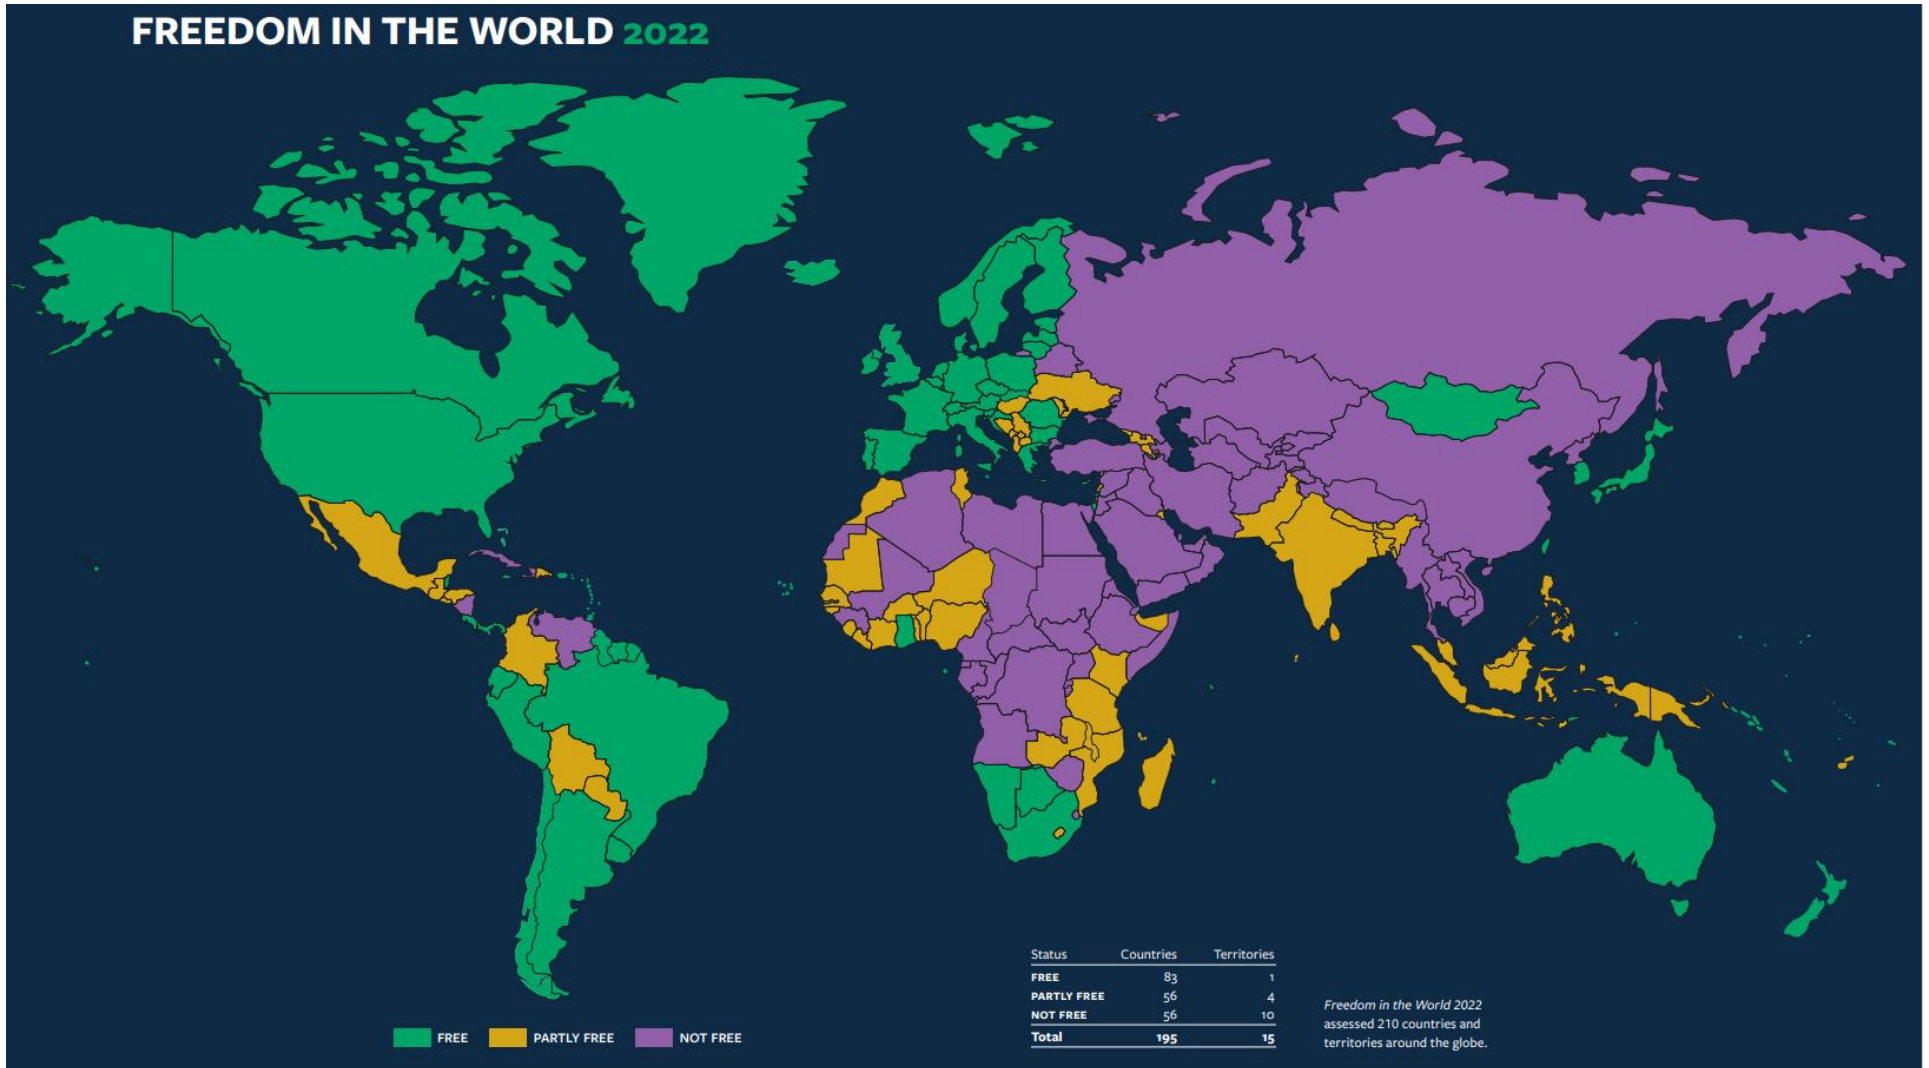 FREEDOM IN THE WORLD 2022
Status Countries Territories
FREE 83 1
PARTLY FREE 56 4
NOT FREE 56 10
Total 195 15
Freedom in the World 2022
assessed 210 countries and
territories around the globe.
FREE PARTLY FREE NOT FREE